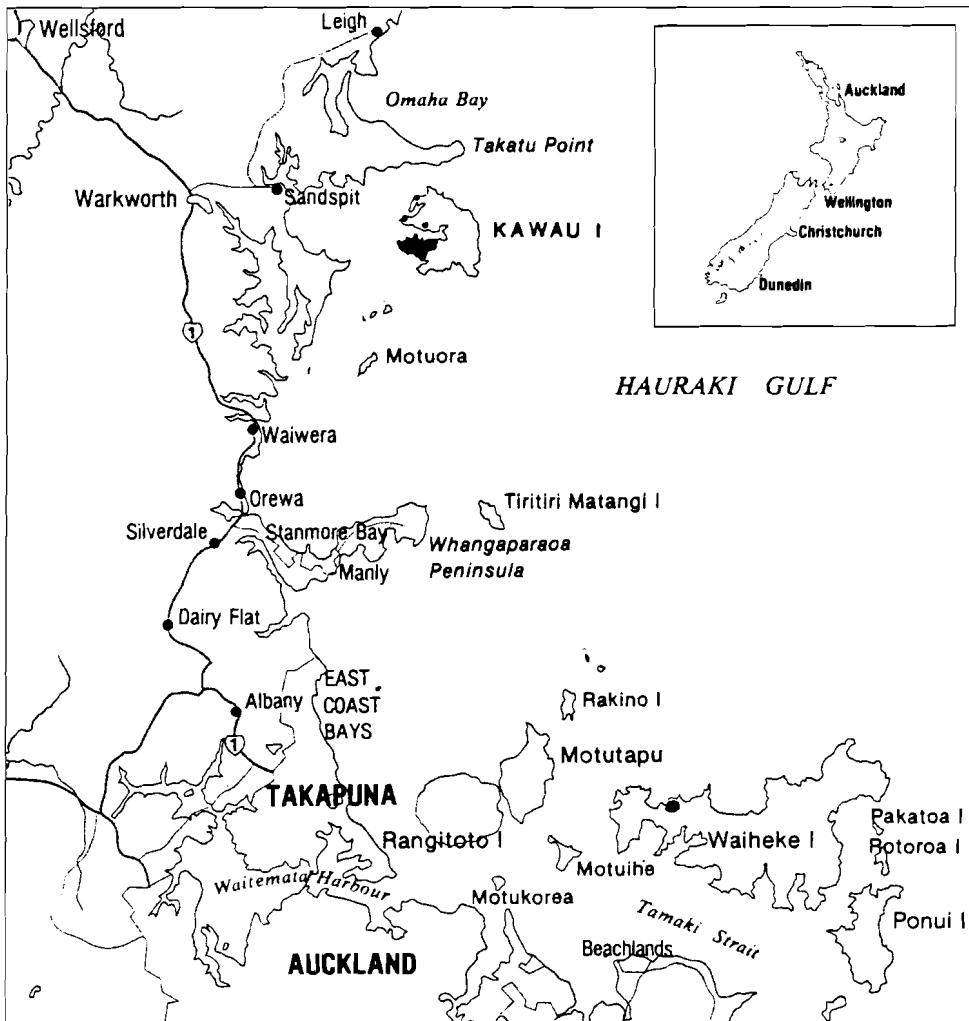 Wellsford
Leigh
Omaha Bay
Takatu Point
Sandspit
Warkworth
KAWAU I
1
Motuora
HAURAKI GULF
Waiwera
Orewa
Tiritiri Matangi I
Silverdale
Stanmore Bay
Whangaparaoa
Peninsula
Manly
Dairy Flat
EAST
COAST
BAYS
Albany
1
Rakino I
Motutapu
TAKAPUNA
Rangitoto I
Waiheke I
Pakatoa I
Rotoroa I
Motuihe
Waitemata Harbour
Motukorea
Tamaki Strait
Ponui I
Beachlands
AUCKLAND
Auckland
Wellington
Christchurch
Dunedin